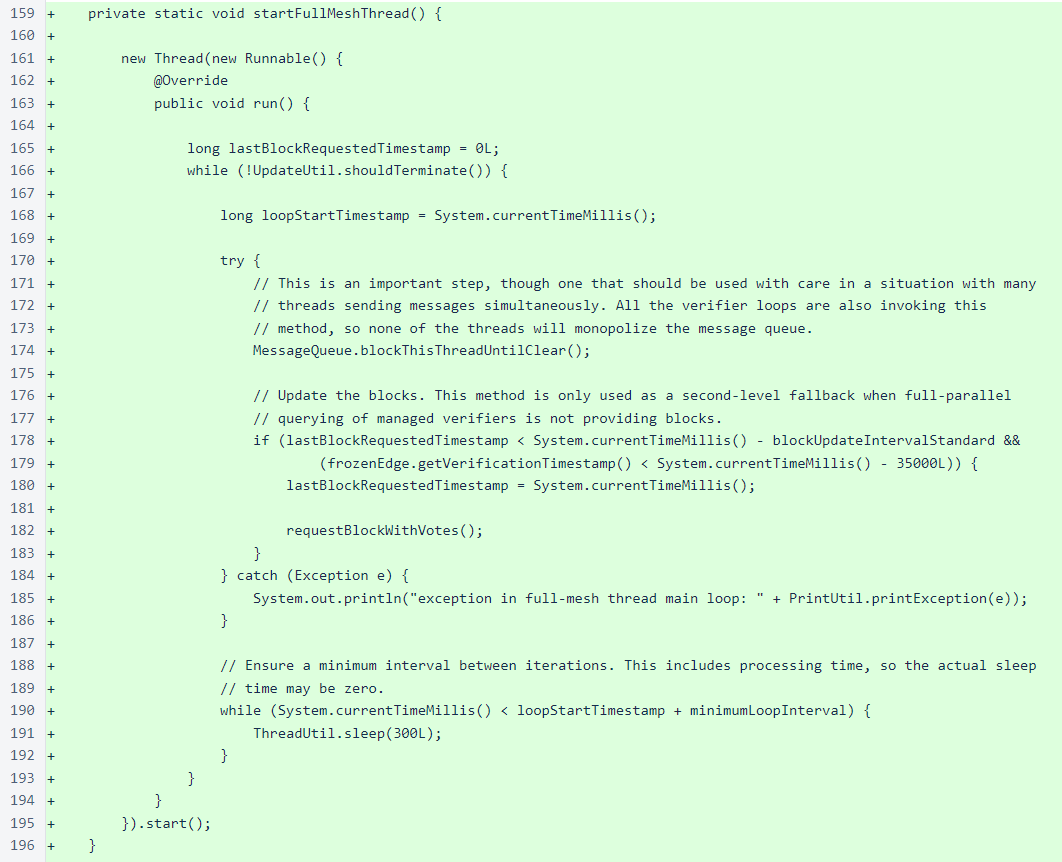 159 +     private static void startFullMeshThread() {
160 +
161 +         new Thread(new Runnable() {
162 +             @Override
163 +             public void run() {
164 +
165 +                 long lastBlockRequestedTimestamp = 0L;
166 +                 while (!UpdateUtil.shouldTerminate()) {
167 +
168 +                     long loopStartTimestamp = System.currentTimeMillis();
169 +
170 +                     try {
171 +                         // This is an important step, though one that should be used with care in a situation with many
172 +                         // threads sending messages simultaneously. All the verifier loops are also invoking this
173 +                         // method, so none of the threads will monopolize the message queue.
174 +                         MessageQueue.blockThisThreadUntilClear();
175 +
176 +                         // Update the blocks. This method is only used as a second-level fallback when full-parallel
177 +                         // querying of managed verifiers is not providing blocks.
178 +                         if (lastBlockRequestedTimestamp < System.currentTimeMillis() - blockUpdateIntervalStandard &&
179 +                                 (frozenEdge.getVerificationTimestamp() < System.currentTimeMillis() - 35000L)) {
180 +                             lastBlockRequestedTimestamp = System.currentTimeMillis();
181 +
182 +                             requestBlockWithVotes();
183 +                         }
184 +                     } catch (Exception e) {
185 +                         System.out.println("exception in full-mesh thread main loop: " + PrintUtil.printException(e));
186 +                     }
187 +
188 +                     // Ensure a minimum interval between iterations. This includes processing time, so the actual sleep
189 +                     // time may be zero.
190 +                     while (System.currentTimeMillis() < loopStartTimestamp + minimumLoopInterval) {
191 +                         ThreadUtil.sleep(300L);
192 +                     }
193 +                 }
194 +             }
195 +         }).start();
196 +     }